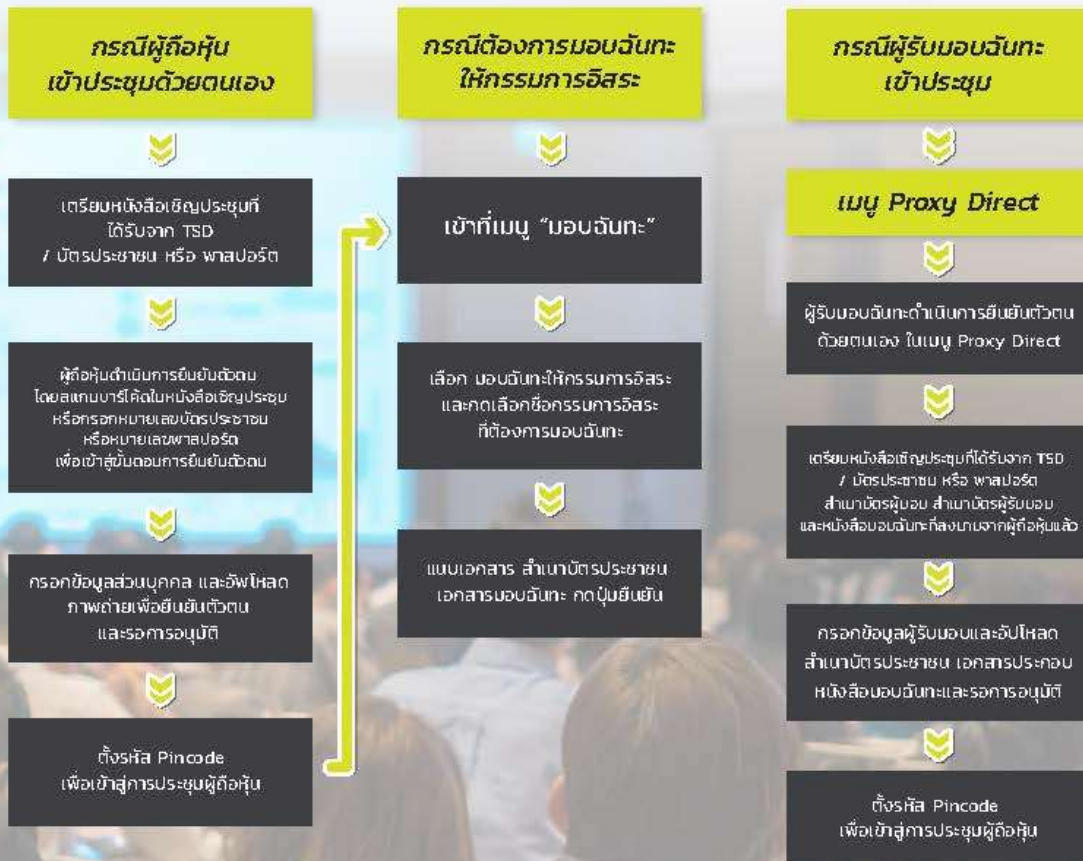 กรณีผู้ถือหุ้น
เข้าประชุมด้วยตนเอง
เตรียมหนังสือเชิญประชุมที่
ได้รับจาก TSD
/ บัตรประชาชน หรือ พาสปอร์ต
ผู้ถือหุ้นดำเนินการยืนยันตัวตน
โดยสแกนบาร์โค้ดในหนังสือเชิญประชุม
หรือกรอกหมายเลขบัตรประชาชน
หรือหมายเลขพาสปอร์ต
เพื่อเข้าสู่ขั้นตอนการยืนยันตัวตน
กรอกข้อมูลส่วนบุคคล และอัพโหลด
ภาพถ่ายเพื่อยืนยันตัวตน
และรอการอนุมัติ
ตั้งรหัส Pincode
เพื่อเข้าสู่การประชุมผู้ถือหุ้น
กรณีต้องการมอบฉันทะ
ให้กรรมการอิสระ
เข้าที่เมนู “มอบฉันทะ”
เลือก มอบฉันทะให้กรรมการอิสระ
และกดเลือกชื่อกรรมการอิสระ
ที่ต้องการมอบฉันทะ
แนบเอกสาร สำเนาบัตรประชาชน
เอกสารมอบฉันทะ กดปุ่มยืนยัน
กรณีผู้รับมอบฉันทะ
เข้าประชุม
เมนู Proxy Direct
ผู้รับมอบฉันทะดำเนินการยืนยันตัวตน
ด้วยตนเอง ในเมนู Proxy Direct
เตรียมหนังสือเชิญประชุมที่ได้รับจาก TSD
/ บัตรประชาชน หรือ พาสปอร์ต
สำเนาบัตรผู้มอบ สำเนาบัตรผู้รับมอบ
และหนังสือมอบฉันทะที่ลงนามจากผู้ถือหุ้นแล้ว
กรอกข้อมูลผู้รับมอบและอัปโหลด
สำเนาบัตรประชาชน เอกสารประกอบ
หนังสือมอบฉันทะและรอการอนุมัติ
ตั้งรหัส Pincode
เพื่อเข้าสู่การประชุมผู้ถือหุ้น